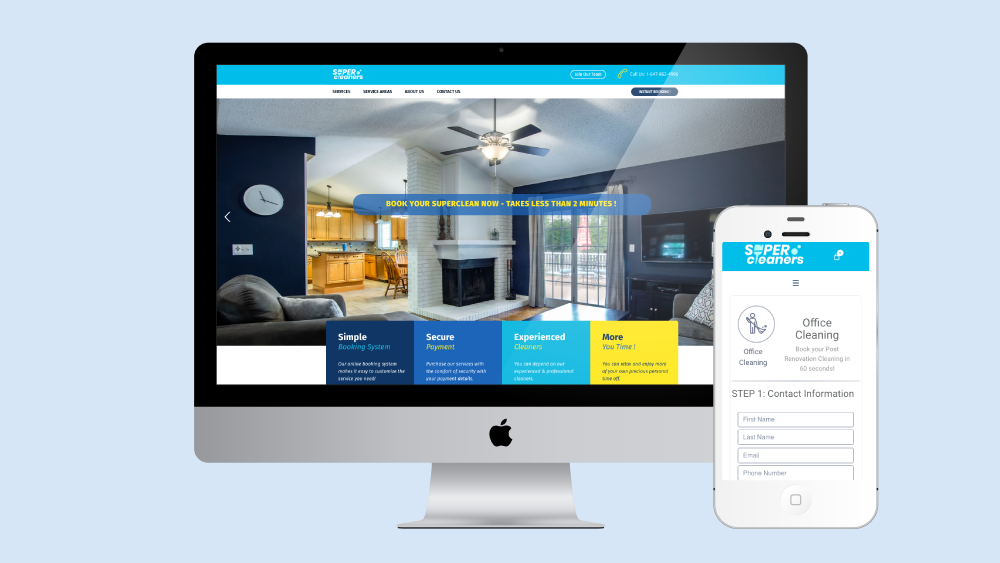 SUPER
cleaners
Join Our Team
SERVICES SERVICE AREAS ABOUT US CONTACT US
INSTANT BOOKING !
BOOK YOUR SUPERCLEAN NOW - TAKES LESS THAN 2 MINUTES !
Simple
Booking System
Our online booking system
makes it easy to customize the
service you need!
Secure
Payment
Purchase our services with
the comfort of security with
your payment details.
Experienced
Cleaners
You can depend on our
experienced & professional
cleaners.
More
You Time !
You can relax and enjoy more
of your own precious personal
time off.
SUPER
cleaners
Office
Cleaning
Office
Cleaning
Book your Post
Renovation Cleaning in
60 seconds!
STEP 1: Contact Information
First Name
Last Name
Email
Phone Number